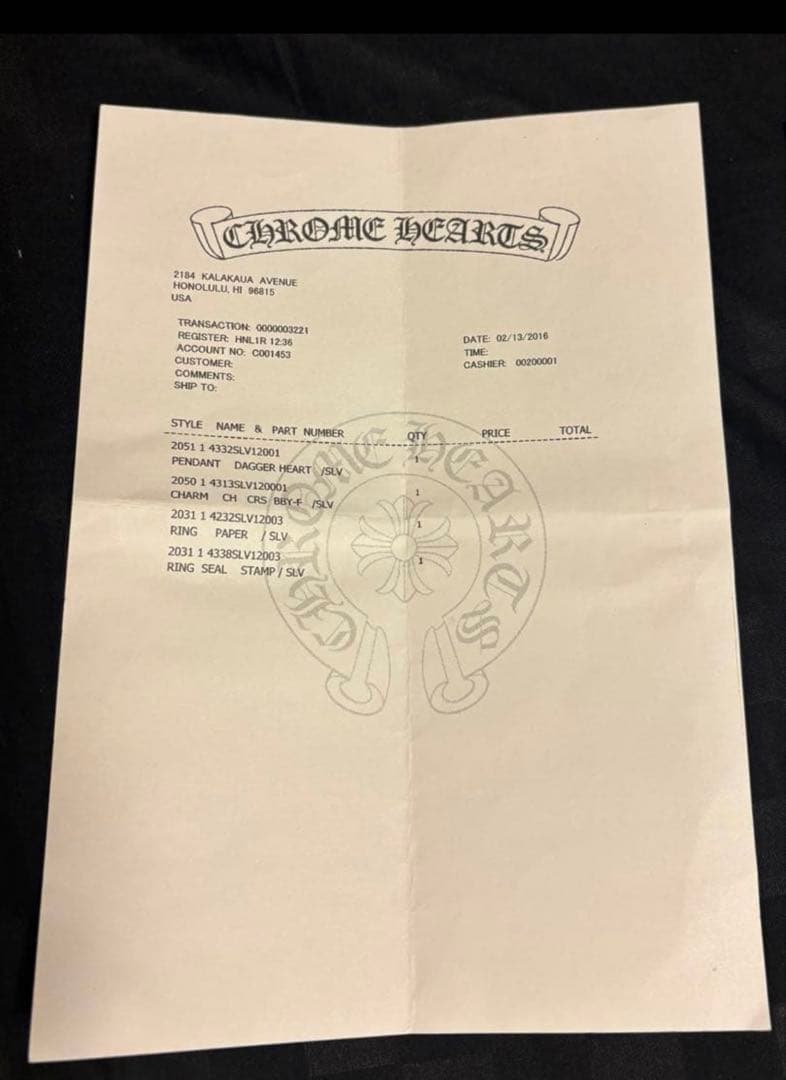 CHROME HEARTS
2184 KALAKAUA AVENUE
HONOLULU, HI 96815
USA
TRANSACTION: 0000003221
REGISTER: HNL1R 12:36
ACCOUNT NO: C001453
CUSTOMER:
COMMENTS:
SHIP TO:
DATE: 02/13/2016
TIME:
CASHIER: 00200001
STYLE NAME & PART NUMBER QTY PRICE TOTAL
2051 1 4332SLV12001 1
PENDANT DAGGER HEART /SLV
2050 1 4313SLV120001 1
CHARM CH CRS BBY-F /SLV
2031 1 4232SLV12003 1
RING PAPER / SLV
2031 1 4338SLV12003 1
RING SEAL STAMP / SLV
CHROME HEARTS